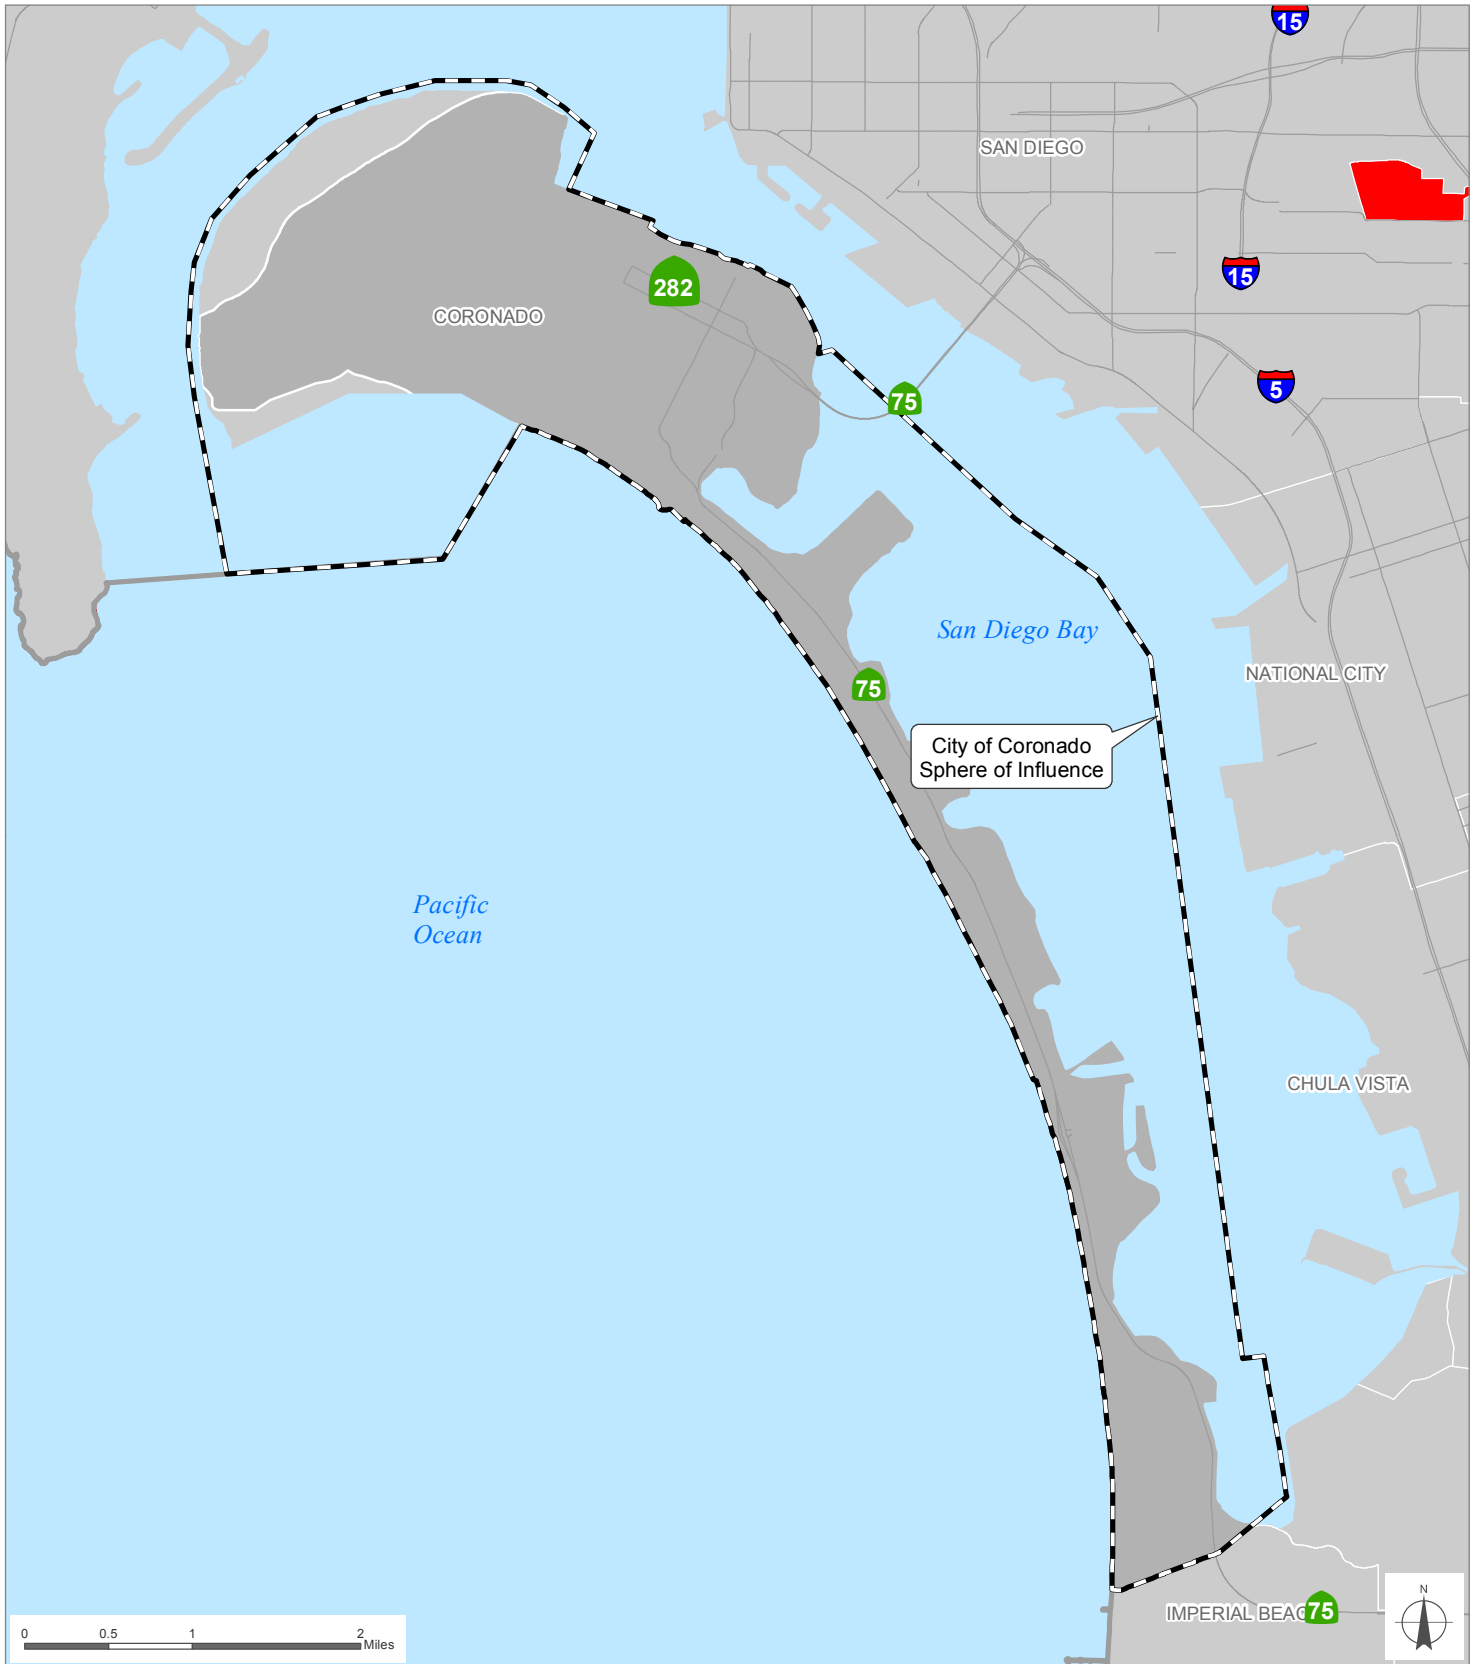 15
SAN DIEGO
15
282
CORONADO
5
75
San Diego Bay
NATIONAL CITY
75
City of Coronado
Sphere of Influence
Pacific
Ocean
CHULA VISTA
N
IMPERIAL BEAC
75
0 0.5 1 2
Miles